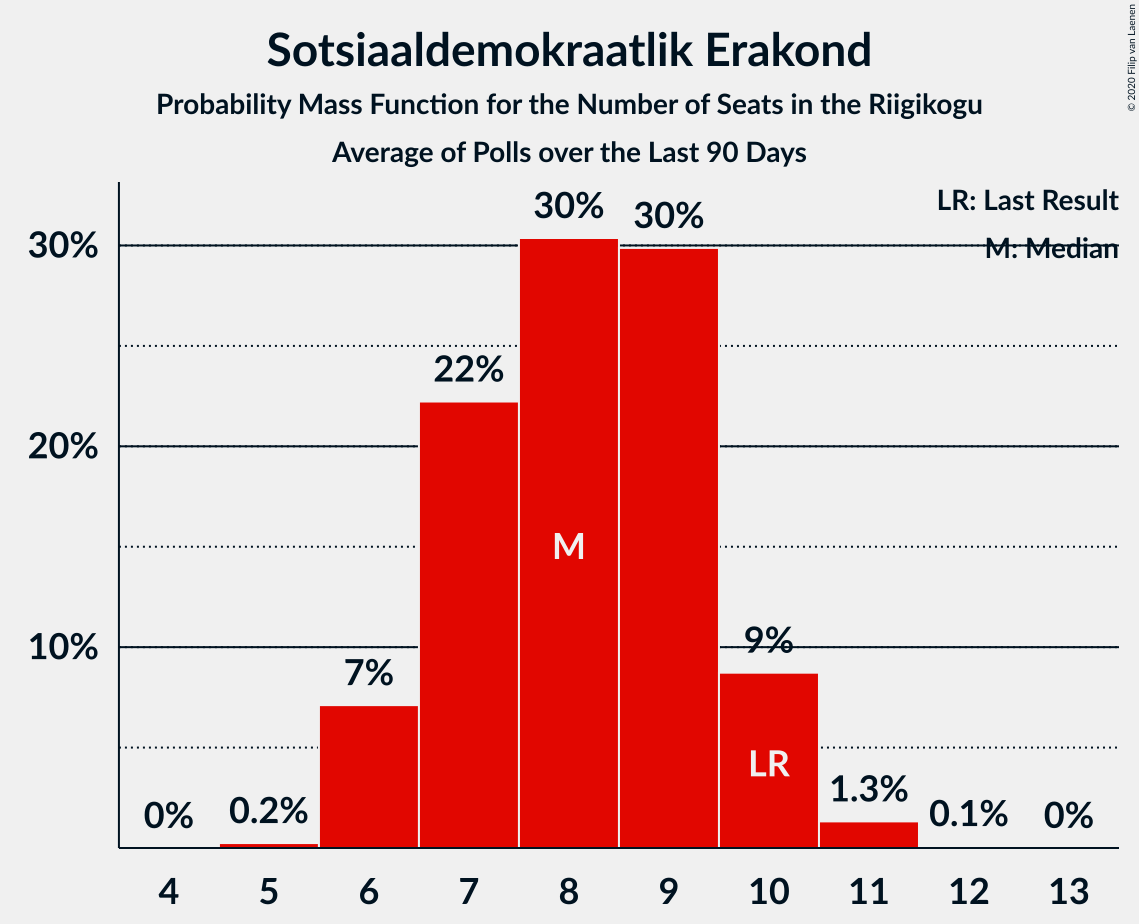 Sotsiaaldemokraatlik Erakond
Probability Mass Function for the Number of Seats in the Riigikogu
Average of Polls over the Last 90 Days
© 2020 Filip van Laenen
LR: Last Result
M: Median
30%
20%
10%
0%
0.2%
7%
22%
30%
30%
9%
1.3%
0.1%
0%
M
LR
4
5
6
7
8
9
10
11
12
13